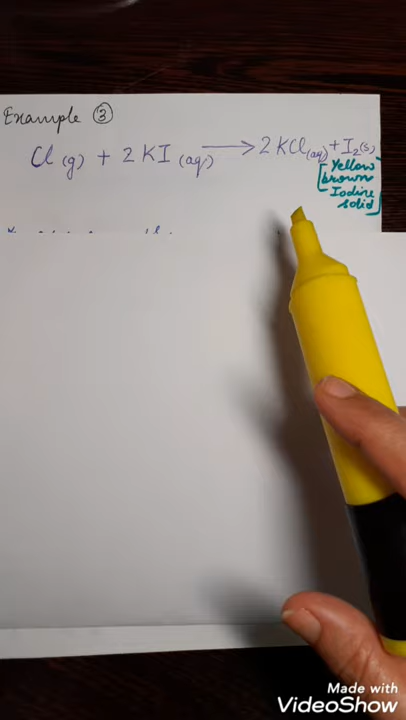 Example ③
Cl(g) + 2 KI (aq) → 2 KCl(aq) + I2(s)
[Yellow
brown
Iodine
solid]
Made with
VideoShow